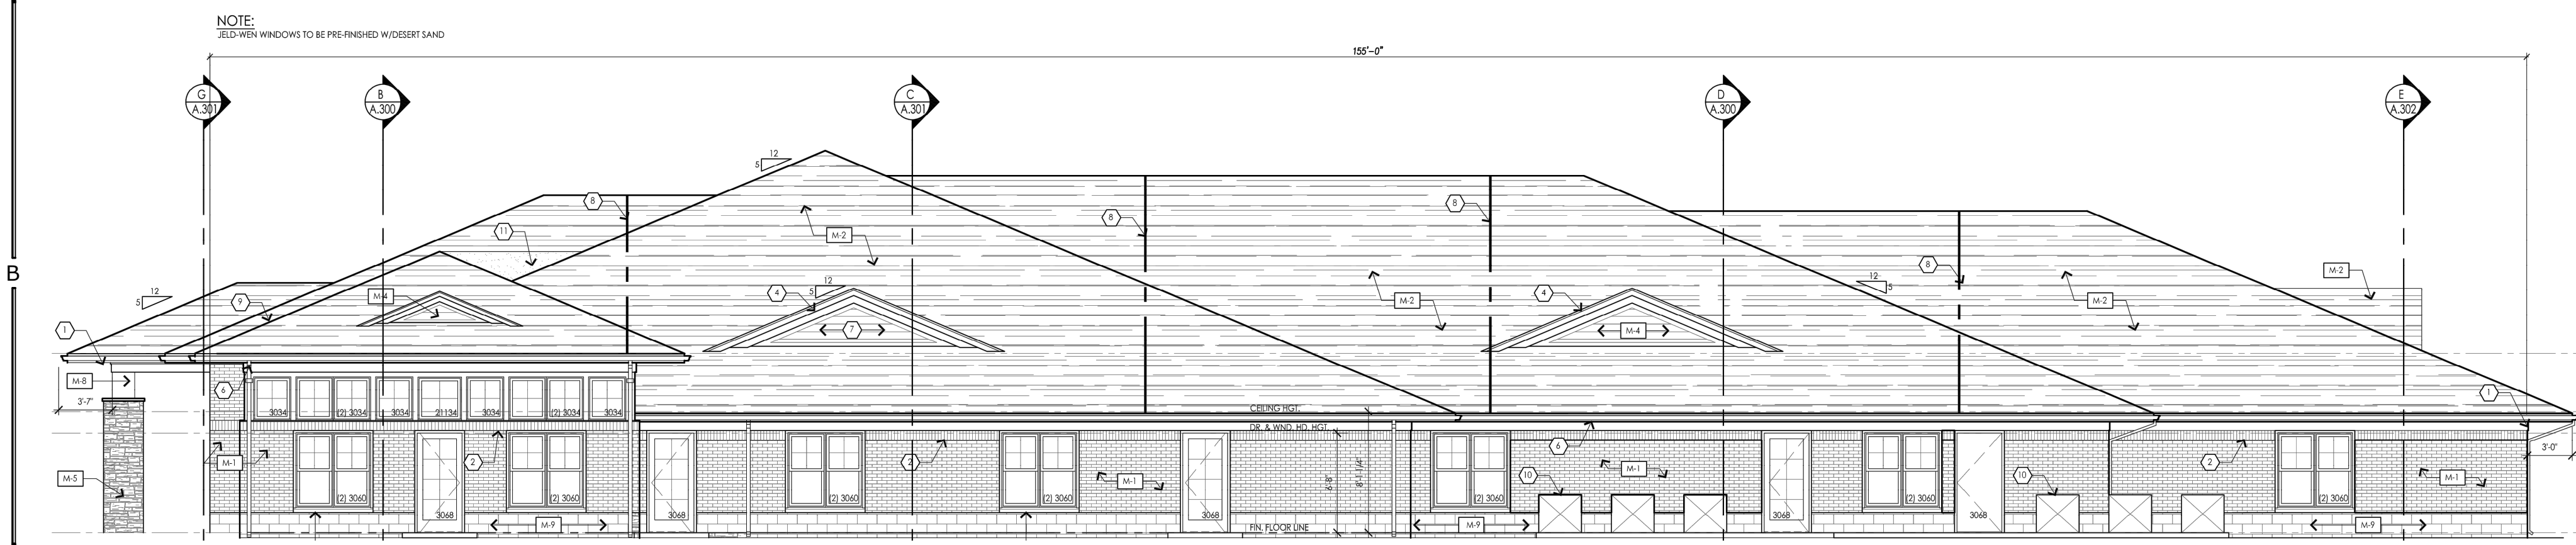 NOTE:
JELD-WEN WINDOWS TO BE PRE-FINISHED W/DESERT SAND
155'-0"
G
A.301
B
A.300
C
A.301
D
A.300
E
A.302
12
5
8
8
8
11
M-2
8
M-2
B
12
5
9
M-4
4
12
5
7
M-2
4
M-4
12
5
M-2
1
M-8
3'-7"
6
3034
(2) 3034
3034
21134
3034
(2) 3034
3034
CEILING HGT.
DR. & WND. HD. HGT.
1
6
3'-0"
M-1
2
2
M-1
6'-8"
8'-1-1/4"
10
M-1
10
2
M-1
M-5
(2) 3060
3068
(2) 3060
3068
(2) 3060
(2) 3060
3068
(2) 3060
3068
(2) 3060
3068
(2) 3060
M-9
FIN. FLOOR LINE
M-9
M-9